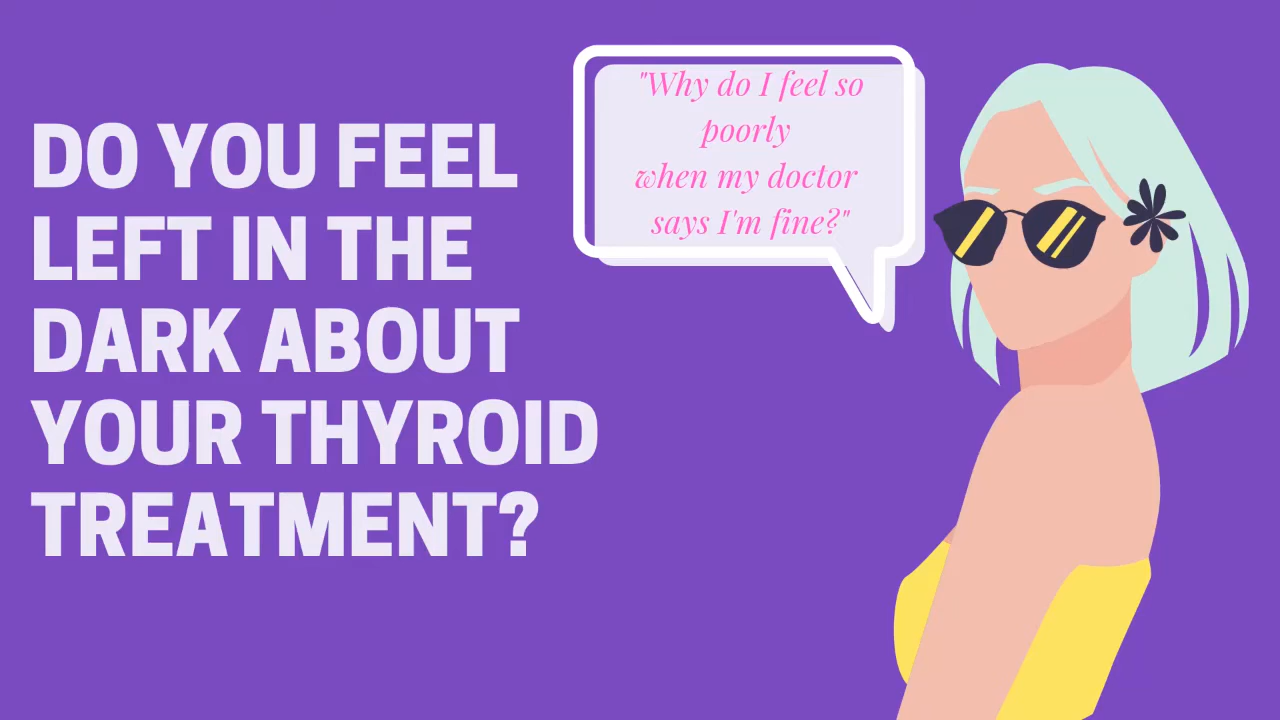 DO YOU FEEL
LEFT IN THE
DARK ABOUT
YOUR THYROID
TREATMENT?
"Why do I feel so
poorly
when my doctor
says I'm fine?"